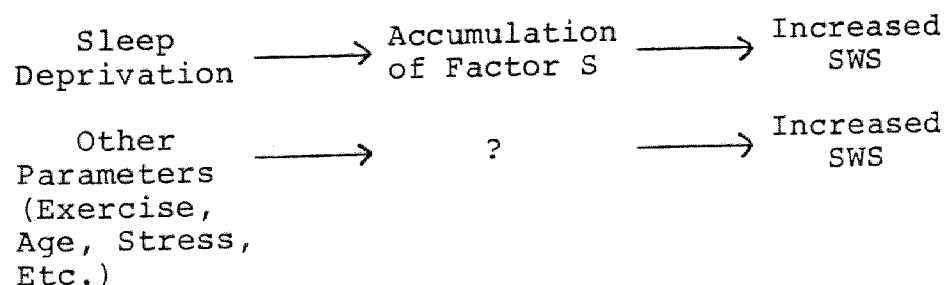 Sleep
Deprivation
Accumulation
of Factor S
Increased
SWS
Other
Parameters
(Exercise,
Age, Stress,
Etc.)
?
Increased
SWS